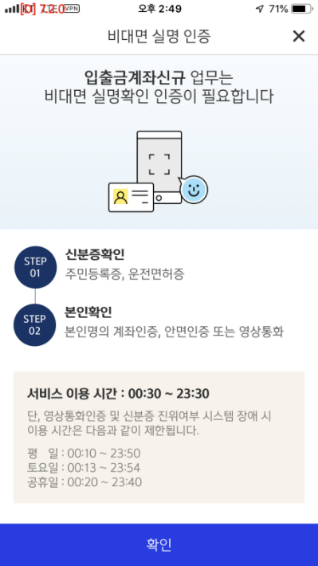 오후 2:49
VPN
71%
비대면 실명 인증
입출금계좌신규 업무는
비대면 실명확인 인증이 필요합니다
STEP
01
신분증확인
주민등록증, 운전면허증
STEP
02
본인확인
본인명의 계좌인증, 안면인증 또는 영상통화
서비스 이용 시간 : 00:30 ~ 23:30
단, 영상통화인증 및 신분증 진위여부 시스템 장애 시
이용 시간은 다음과 같이 제한됩니다.
평 일 : 00:10 ~ 23:50
토요일 : 00:13 ~ 23:54
공휴일 : 00:20 ~ 23:40
확인